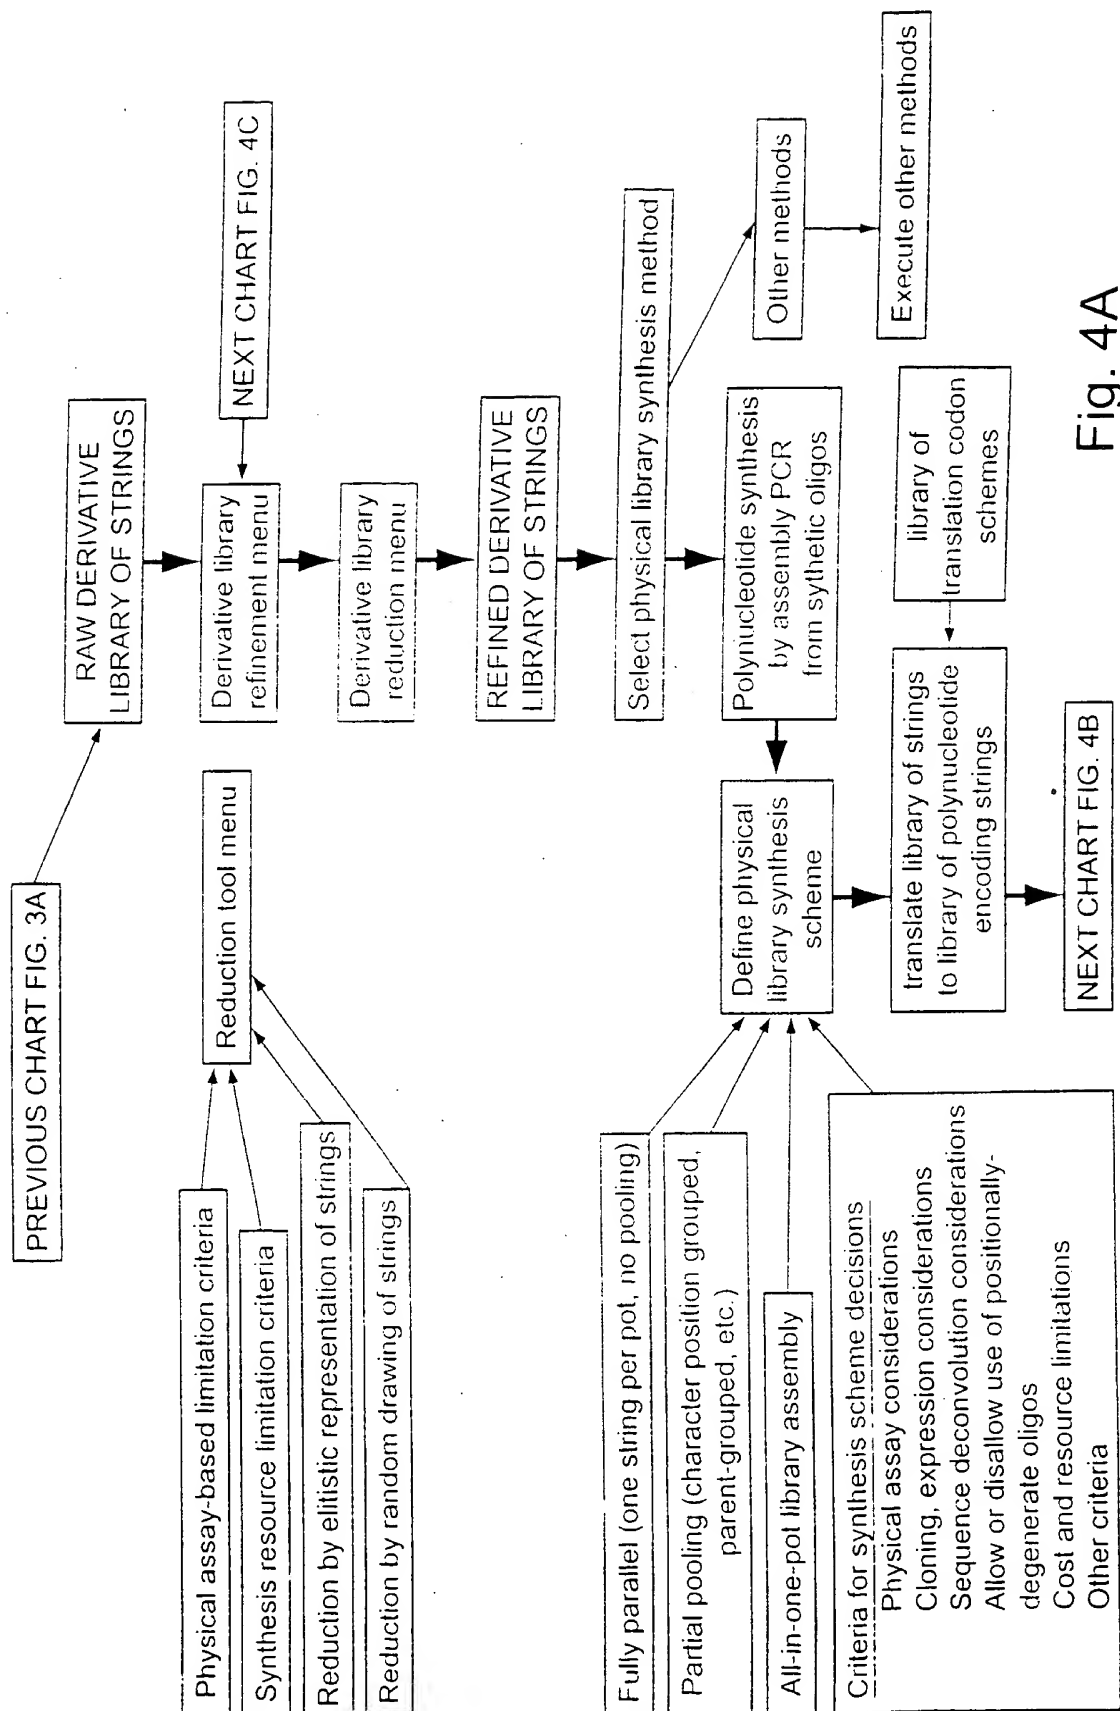 PREVIOUS CHART FIG. 3A
RAW DERIVATIVE
LIBRARY OF STRINGS
NEXT CHART FIG. 4C
Derivative library
refinement menu
Derivative library
reduction menu
REFINED DERIVATIVE
LIBRARY OF STRINGS
Select physical library synthesis method
Other methods
Execute other methods
Polynucleotide synthesis
by assembly PCR
from sythetic oligos
library of
translation codon
schemes
Reduction tool menu
Physical assay-based limitation criteria
Synthesis resource limitation criteria
Reduction by elitistic representation of strings
Reduction by random drawing of strings
Define physical
library synthesis
scheme
translate library of strings
to library of polynucleotide
encoding strings
NEXT CHART FIG. 4B
Fully parallel (one string per pot, no pooling)
Partial pooling (character position grouped,
parent-grouped, etc.)
All-in-one-pot library assembly
Criteria for synthesis scheme decisions
Physical assay considerations
Cloning, expression considerations
Sequence deconvolution considerations
Allow or disallow use of positionally-
degenerate oligos
Cost and resource limitations
Other criteria
Fig. 4A